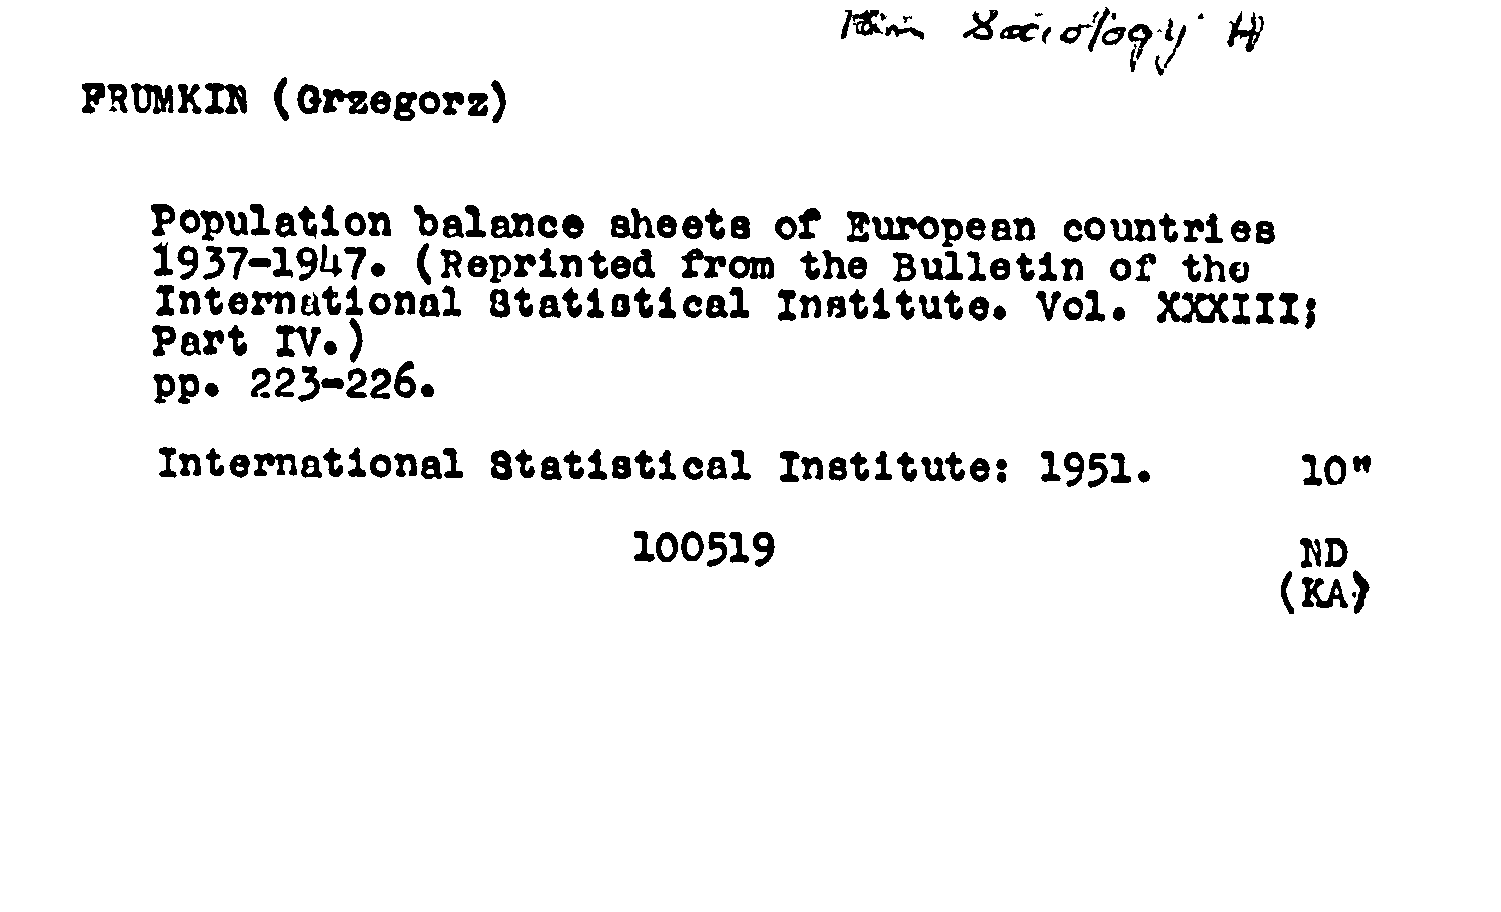 Sociology H
FRUMKIN (Grzegorz)
Population balance sheets of European countries
1937-1947. (Reprinted from the Bulletin of the
International Statistical Institute. Vol. XXXIII;
Part IV.)
pp. 223-226.
International Statistical Institute: 1951. 10"
100519 ND
(KA)